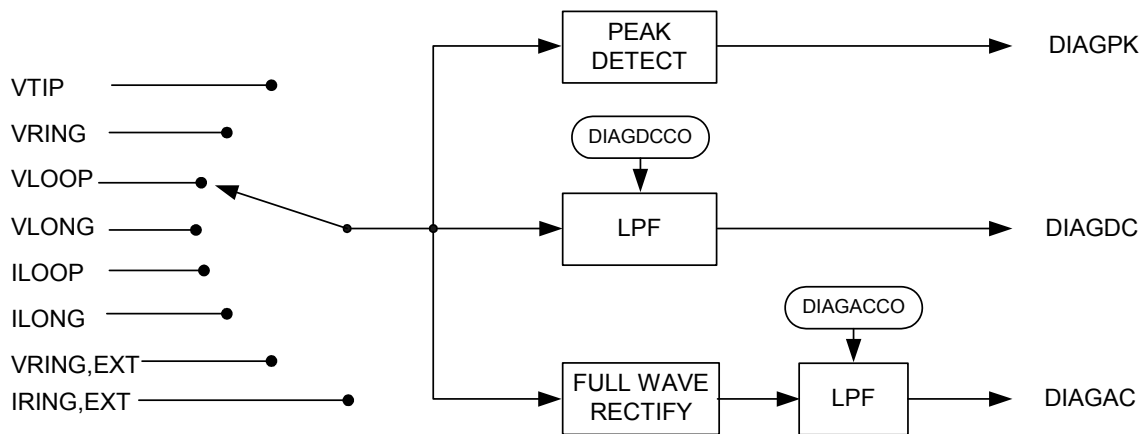 PEAK
DETECT
DIAGPK
VTIP
VRING
DIAGDCCO
VLOOP
VLONG
LPF
DIAGDC
ILOOP
ILONG
DIAGACCO
VRING,EXT
IRING,EXT
FULL WAVE
RECTIFY
LPF
DIAGAC